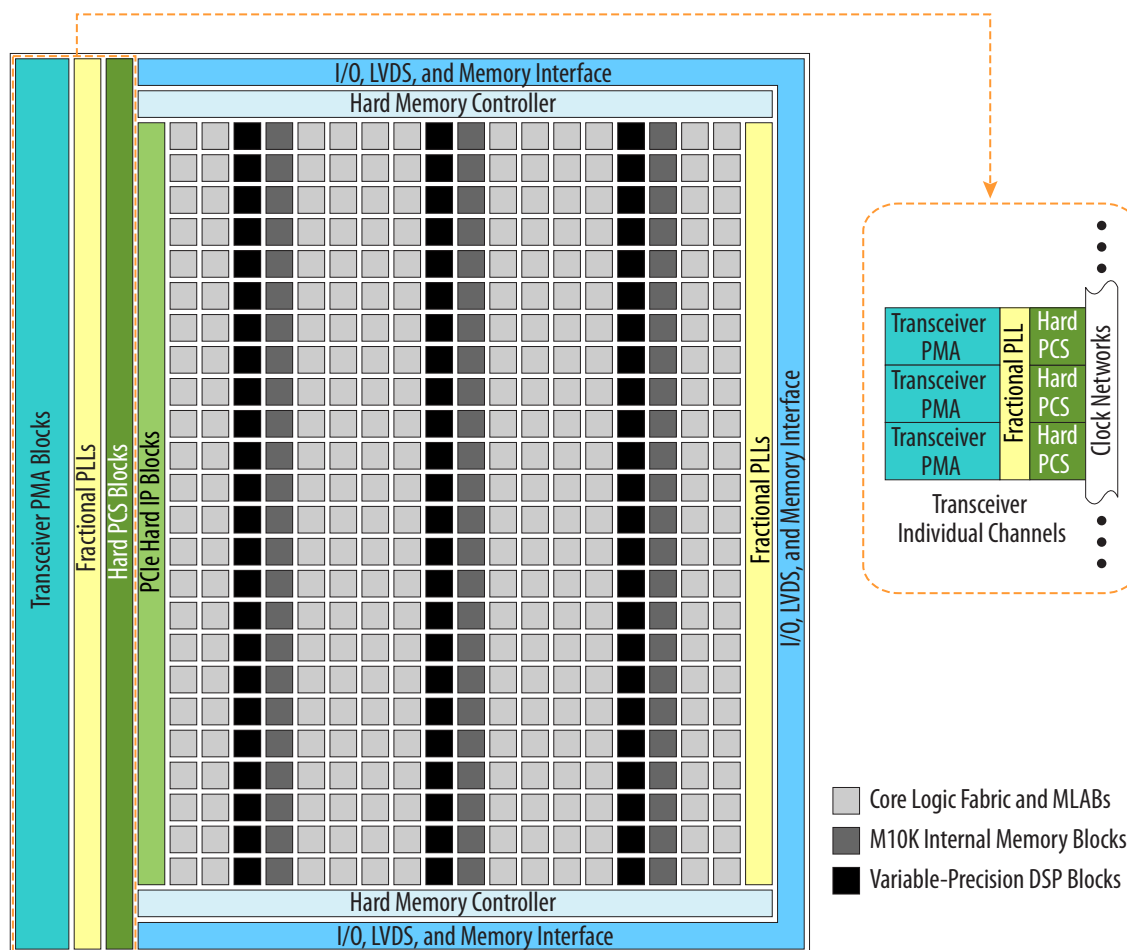 I/O, LVDS, and Memory Interface
Hard Memory Controller
Transceiver PMA Blocks
Fractional PLLs
Hard PCS Blocks
PCIe Hard IP Blocks
Fractional PLLs
I/O, LVDS, and Memory Interface
Hard Memory Controller
I/O, LVDS, and Memory Interface
Transceiver
PMA
Transceiver
PMA
Transceiver
PMA
Fractional PLL
Hard
PCS
Hard
PCS
Hard
PCS
Clock Networks
Transceiver
Individual Channels
Core Logic Fabric and MLABs
M10K Internal Memory Blocks
Variable-Precision DSP Blocks